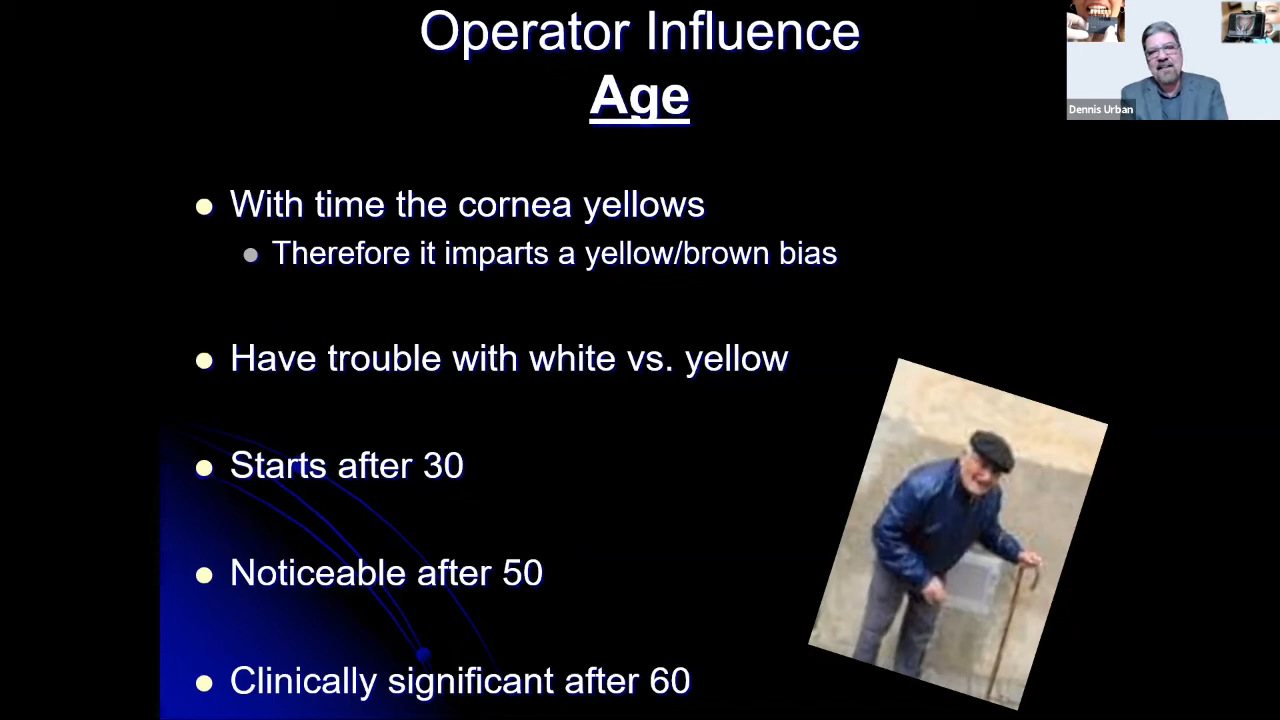 Operator Influence
Age
Dennis Urban
With time the cornea yellows
Therefore it imparts a yellow/brown bias
Have trouble with white vs. yellow
Starts after 30
Noticeable after 50
Clinically significant after 60